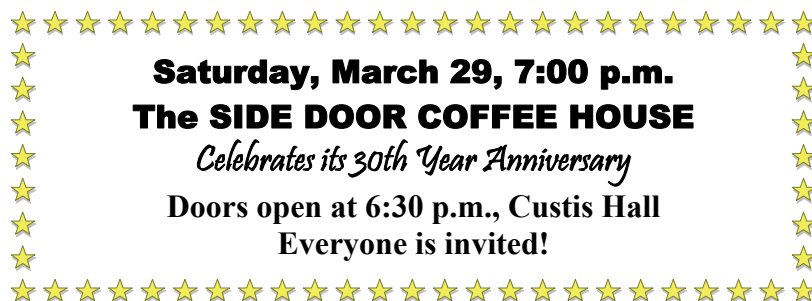 Saturday, March 29, 7:00 p.m.
The SIDE DOOR COFFEE HOUSE
Celebrates its 30th Year Anniversary
Doors open at 6:30 p.m., Custis Hall
Everyone is invited!